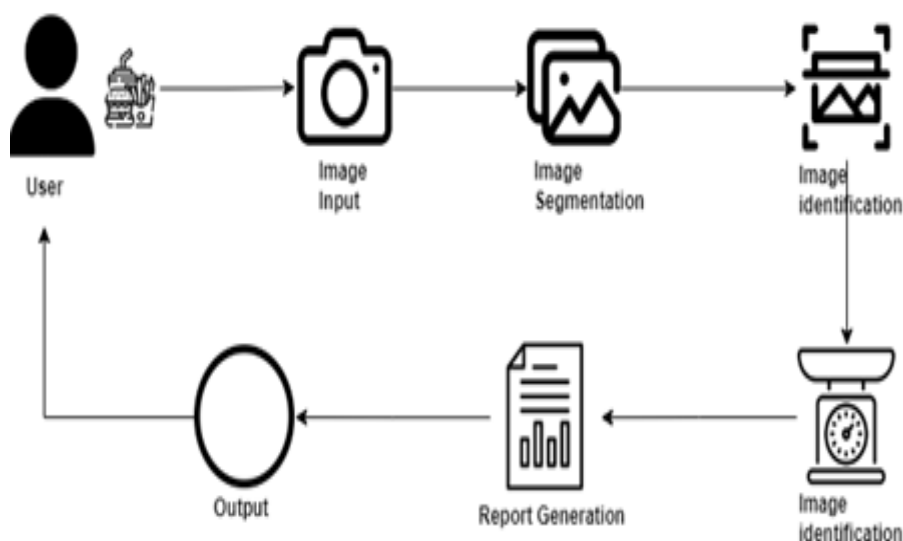 User
Image
Input
Image
Segmentation
Image
identification
Image
identification
Report Generation
Output